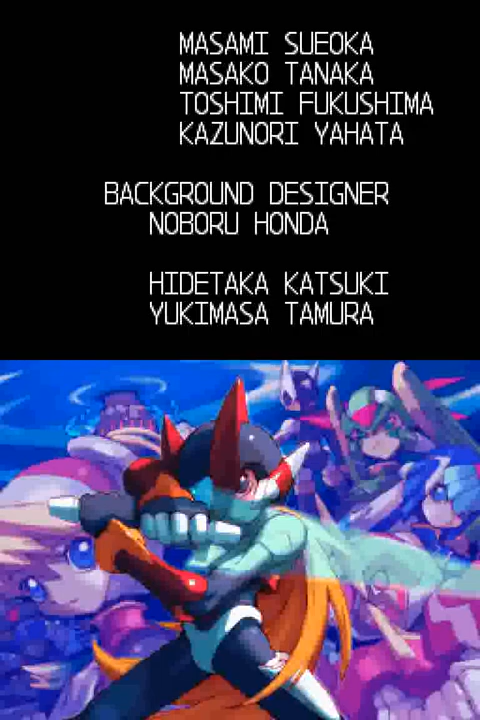 MASAMI SUEOKA
MASAKO TANAKA
TOSHIMI FUKUSHIMA
KAZUNORI YAHATA
BACKGROUND DESIGNER
NOBORU HONDA
HIDETAKA KATSUKI
YUKIMASA TAMURA